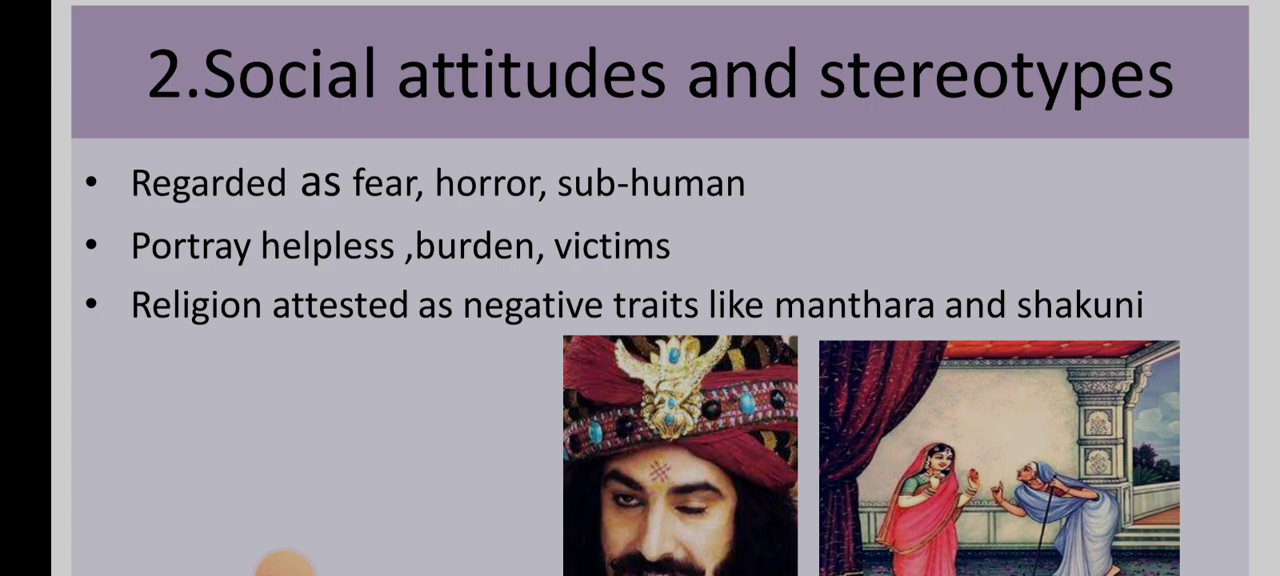 2.Social attitudes and stereotypes
• Regarded as fear, horror, sub-human
• Portray helpless ,burden, victims
• Religion attested as negative traits like manthara and shakuni